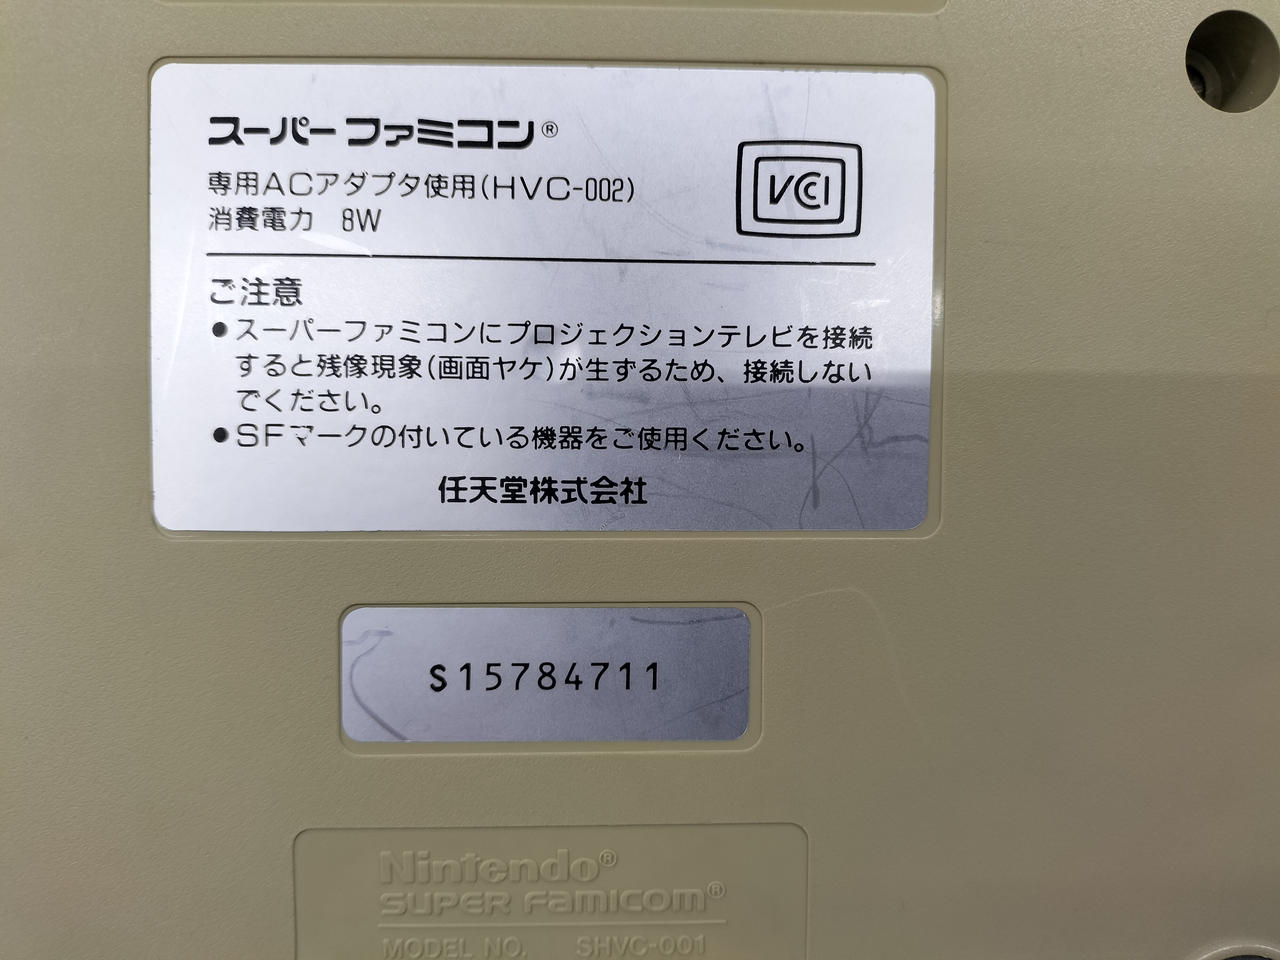 スーパーファミコン®
専用ACアダプタ使用(HVC-002)
消費電力 8W
VCCI
ご注意
●スーパーファミコンにプロジェクションテレビを接続
すると残像現象(画面ヤケ)が生ずるため、接続しない
でください。
●SFマークの付いている機器をご使用ください。
任天堂株式会社
S15784711
Nintendo®
SUPER FAMICOM®
MODEL NO. SHVC-001